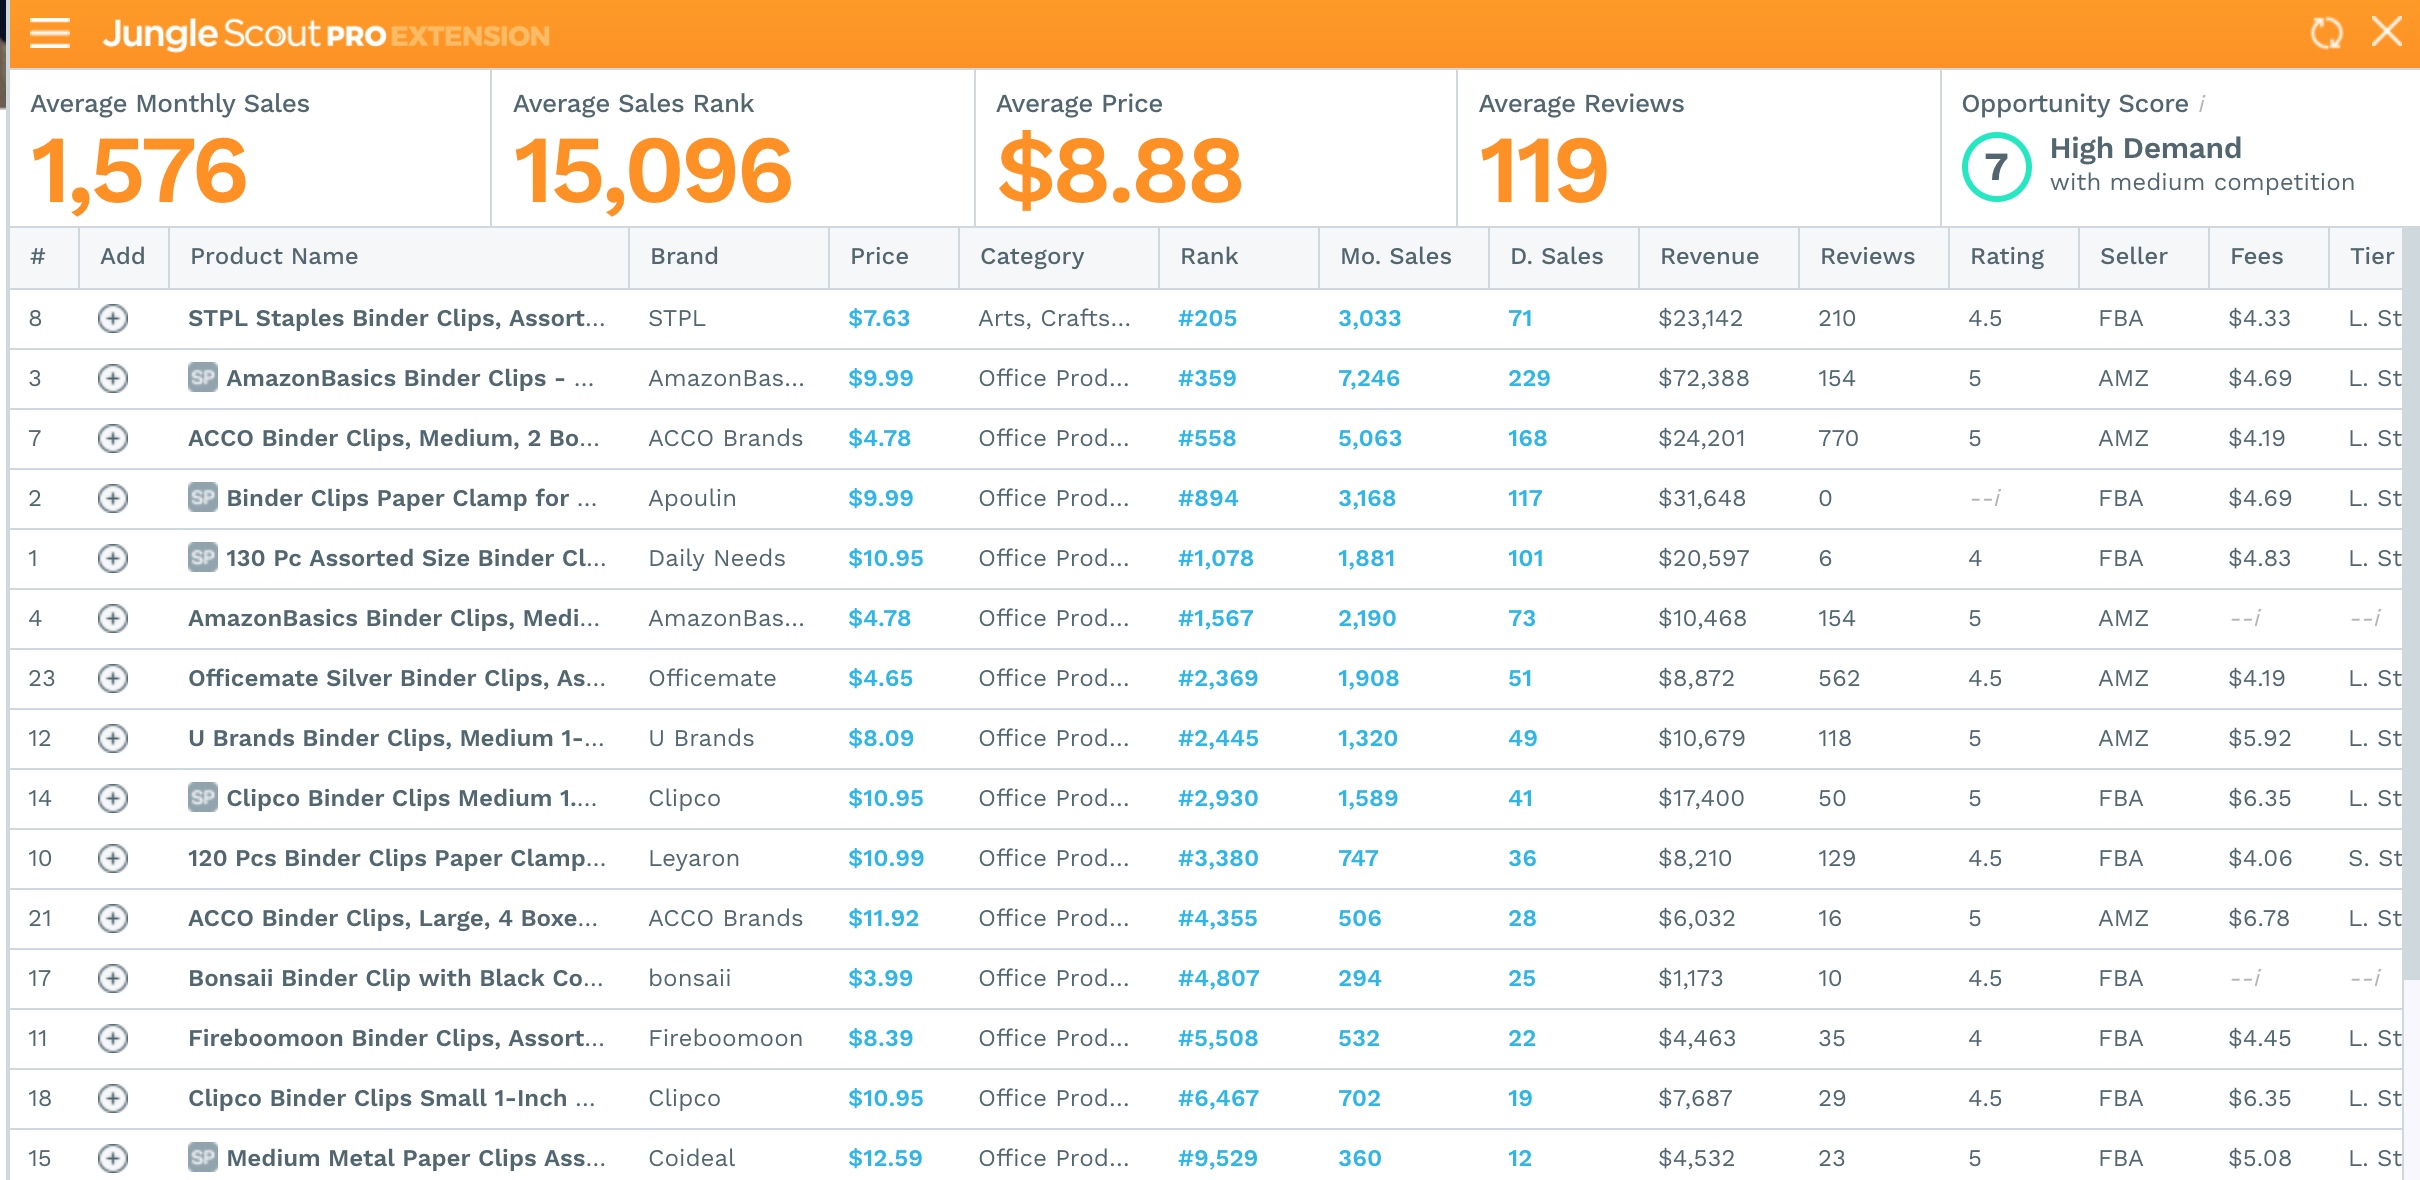 Jungle Scout PRO EXTENSION
Average Monthly Sales
1,576
Average Sales Rank
15,096
Average Price
$8.88
Average Reviews
119
Opportunity Score i
7
High Demand
with medium competition
# Add Product Name Brand Price Category Rank Mo. Sales D. Sales Revenue Reviews Rating Seller Fees Tier
8 STPL Staples Binder Clips, Assort... STPL $7.63 Arts, Crafts... #205 3,033 71 $23,142 210 4.5 FBA $4.33 L. St
3 SP AmazonBasics Binder Clips - ... AmazonBas... $9.99 Office Prod... #359 7,246 229 $72,388 154 5 AMZ $4.69 L. St
7 ACCO Binder Clips, Medium, 2 Bo... ACCO Brands $4.78 Office Prod... #558 5,063 168 $24,201 770 5 AMZ $4.19 L. St
2 SP Binder Clips Paper Clamp for ... Apoulin $9.99 Office Prod... #894 3,168 117 $31,648 0 --i FBA $4.69 L. St
1 SP 130 Pc Assorted Size Binder Cl... Daily Needs $10.95 Office Prod... #1,078 1,881 101 $20,597 6 4 FBA $4.83 L. St
4 AmazonBasics Binder Clips, Medi... AmazonBas... $4.78 Office Prod... #1,567 2,190 73 $10,468 154 5 AMZ --i --i
23 Officemate Silver Binder Clips, As... Officemate $4.65 Office Prod... #2,369 1,908 51 $8,872 562 4.5 AMZ $4.19 L. St
12 U Brands Binder Clips, Medium 1-... U Brands $8.09 Office Prod... #2,445 1,320 49 $10,679 118 5 AMZ $5.92 L. St
14 SP Clipco Binder Clips Medium 1.... Clipco $10.95 Office Prod... #2,930 1,589 41 $17,400 50 5 FBA $6.35 L. St
10 120 Pcs Binder Clips Paper Clamp... Leyaron $10.99 Office Prod... #3,380 747 36 $8,210 129 4.5 FBA $4.06 S. St
21 ACCO Binder Clips, Large, 4 Boxe... ACCO Brands $11.92 Office Prod... #4,355 506 28 $6,032 16 5 AMZ $6.78 L. St
17 Bonsaii Binder Clip with Black Co... bonsaii $3.99 Office Prod... #4,807 294 25 $1,173 10 4.5 FBA --i --i
11 Fireboomoon Binder Clips, Assort... Fireboomoon $8.39 Office Prod... #5,508 532 22 $4,463 35 4 FBA $4.45 L. St
18 Clipco Binder Clips Small 1-Inch ... Clipco $10.95 Office Prod... #6,467 702 19 $7,687 29 4.5 FBA $6.35 L. St
15 SP Medium Metal Paper Clips Ass... Coideal $12.59 Office Prod... #9,529 360 12 $4,532 23 5 FBA $5.08 L. St